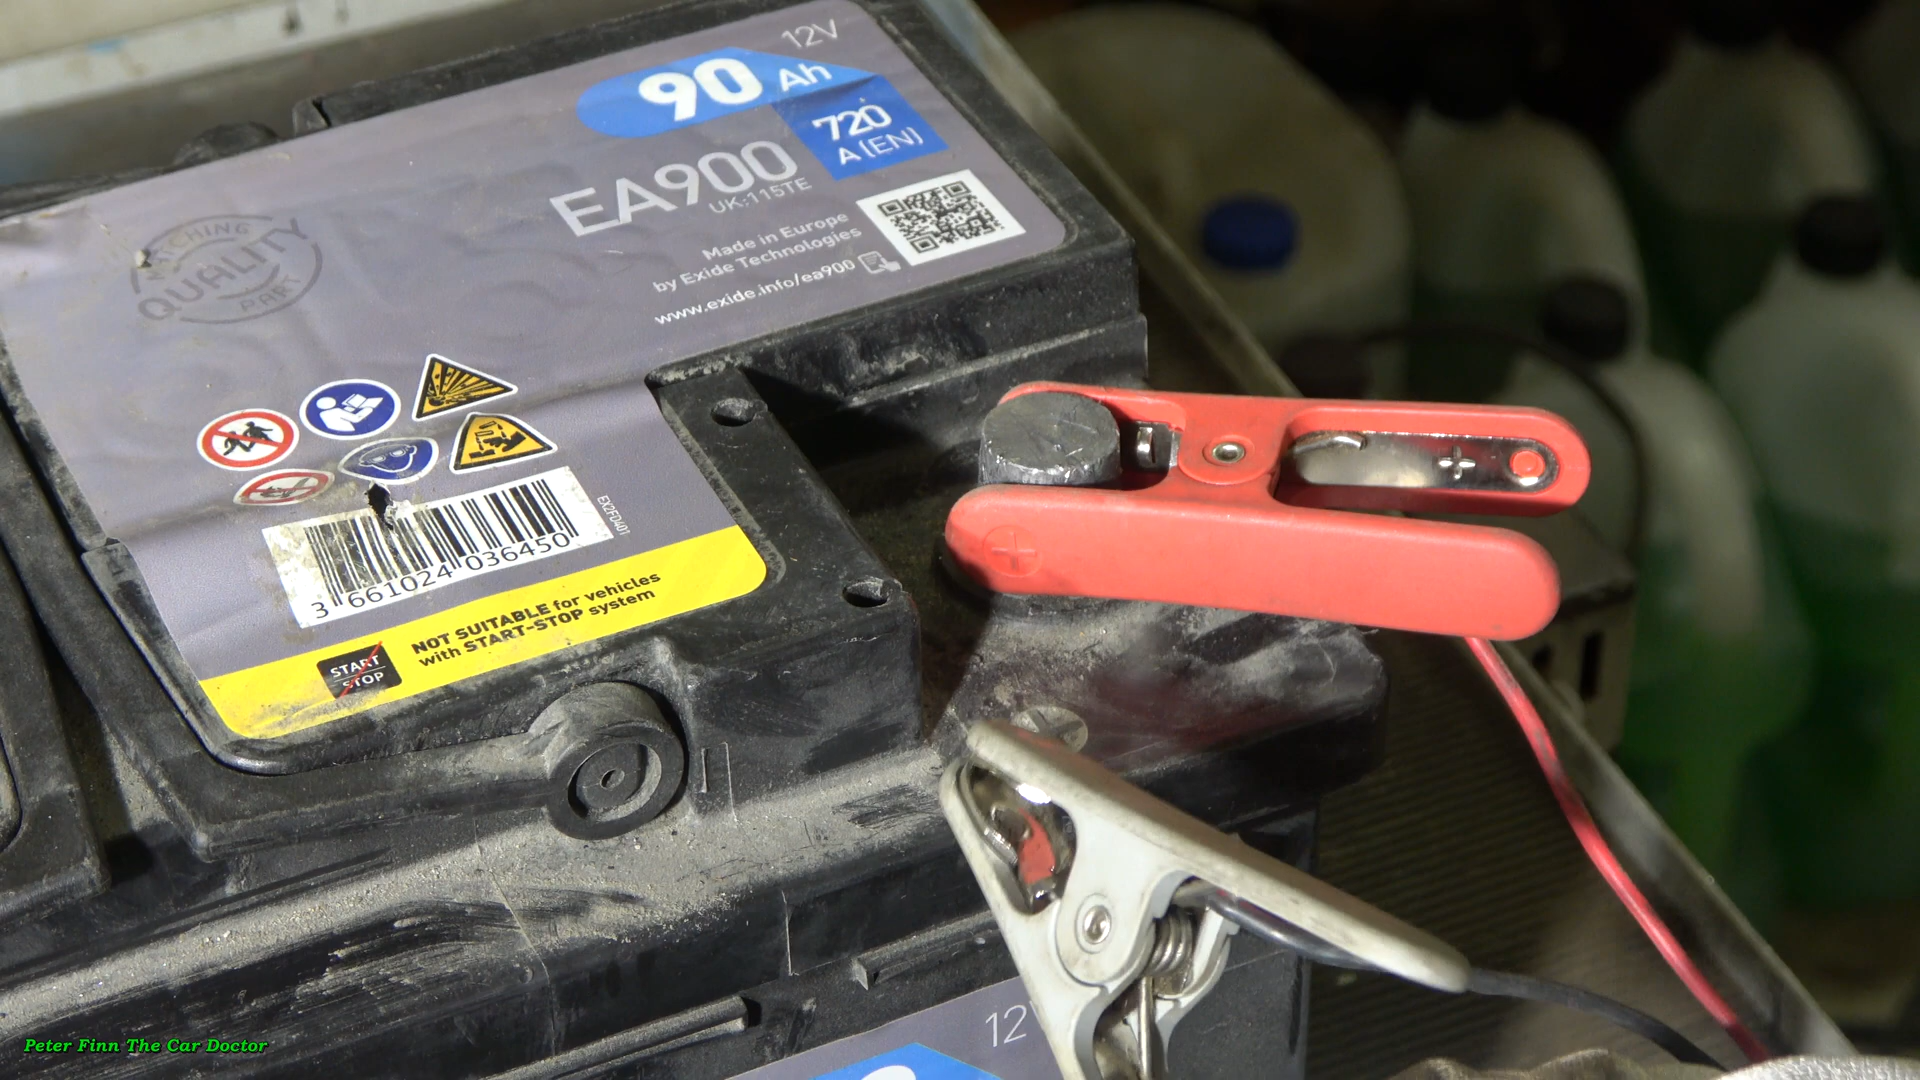 12V
90 Ah
720
A (EN)
EA900
UK:115TE
Made in Europe
by Exide Technologies
www.exide.info/ea900
MATCHING
QUALITY
PART
EX2F0401
3 661024 036450
NOT SUITABLE for vehicles
with START-STOP system
START
STOP
+
+
12
Peter Finn The Car Doctor